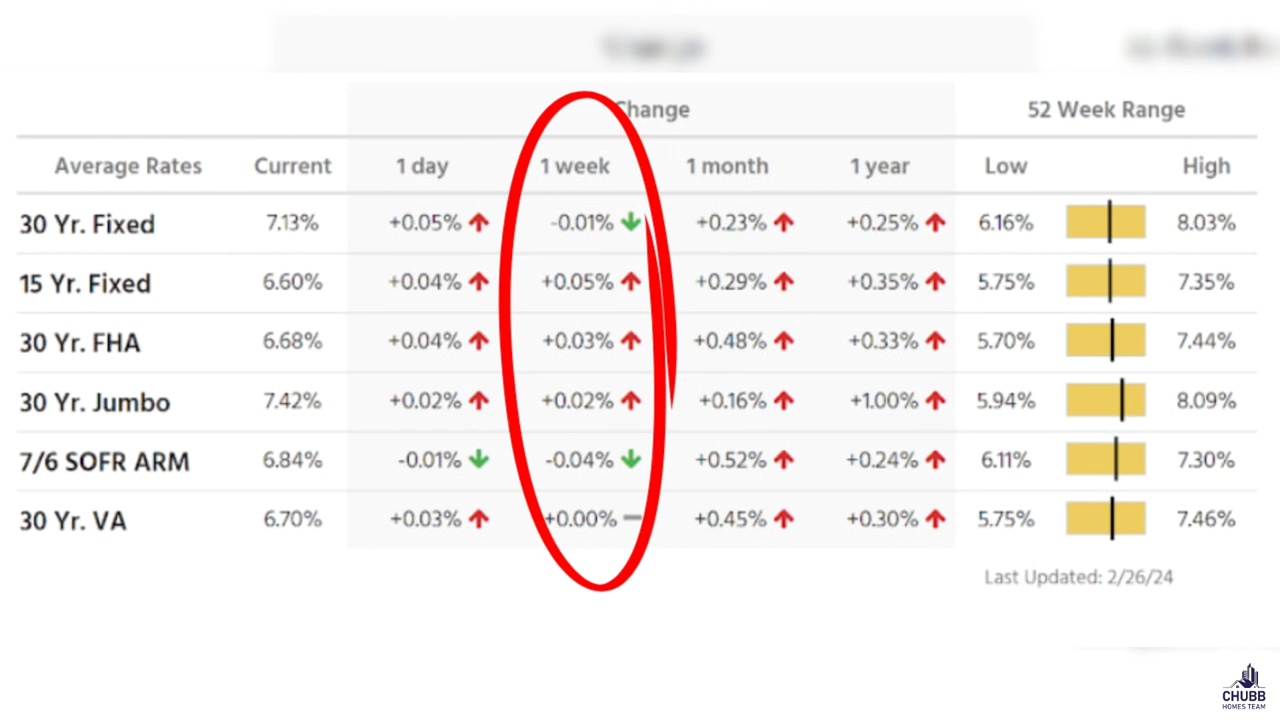 Change 52 Week Range
Average Rates Current 1 day 1 week 1 month 1 year Low High
30 Yr. Fixed 7.13% +0.05% -0.01% +0.23% +0.25% 6.16% 8.03%
15 Yr. Fixed 6.60% +0.04% +0.05% +0.29% +0.35% 5.75% 7.35%
30 Yr. FHA 6.68% +0.04% +0.03% +0.48% +0.33% 5.70% 7.44%
30 Yr. Jumbo 7.42% +0.02% +0.02% +0.16% +1.00% 5.94% 8.09%
7/6 SOFR ARM 6.84% -0.01% -0.04% +0.52% +0.24% 6.11% 7.30%
30 Yr. VA 6.70% +0.03% +0.00% +0.45% +0.30% 5.75% 7.46%
Last Updated: 2/26/24
CHUBB
HOMES TEAM